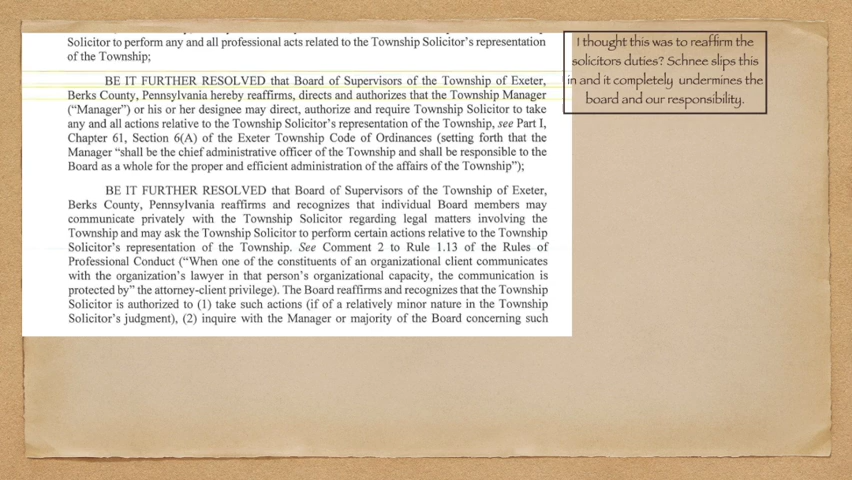 Solicitor to perform any and all professional acts related to the Township Solicitor's representation
of the Township;
BE IT FURTHER RESOLVED that Board of Supervisors of the Township of Exeter,
Berks County, Pennsylvania hereby reaffirms, directs and authorizes that the Township Manager
("Manager") or his or her designee may direct, authorize and require Township Solicitor to take
any and all actions relative to the Township Solicitor's representation of the Township, see Part I,
Chapter 61, Section 6(A) of the Exeter Township Code of Ordinances (setting forth that the
Manager "shall be the chief administrative officer of the Township and shall be responsible to the
Board as a whole for the proper and efficient administration of the affairs of the Township");
BE IT FURTHER RESOLVED that Board of Supervisors of the Township of Exeter,
Berks County, Pennsylvania reaffirms and recognizes that individual Board members may
communicate privately with the Township Solicitor regarding legal matters involving the
Township and may ask the Township Solicitor to perform certain actions relative to the Township
Solicitor's representation of the Township. See Comment 2 to Rule 1.13 of the Rules of
Professional Conduct ("When one of the constituents of an organizational client communicates
with the organization's lawyer in that person's organizational capacity, the communication is
protected by" the attorney-client privilege). The Board reaffirms and recognizes that the Township
Solicitor is authorized to (1) take such actions (if of a relatively minor nature in the Township
Solicitor's judgment), (2) inquire with the Manager or majority of the Board concerning such
I thought this was to reaffirm the
solicitors duties? Schnee slips this
in and it completely undermines the
board and our responsibility.